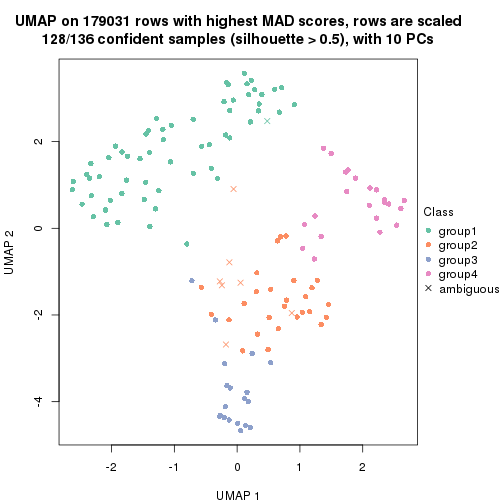 UMAP on 179031 rows with highest MAD scores, rows are scaled
128/136 confident samples (silhouette > 0.5), with 10 PCs
2
0
-2
-4
UMAP 2
-2
-1
0
1
2
UMAP 1
Class
group1
group2
group3
group4
ambiguous